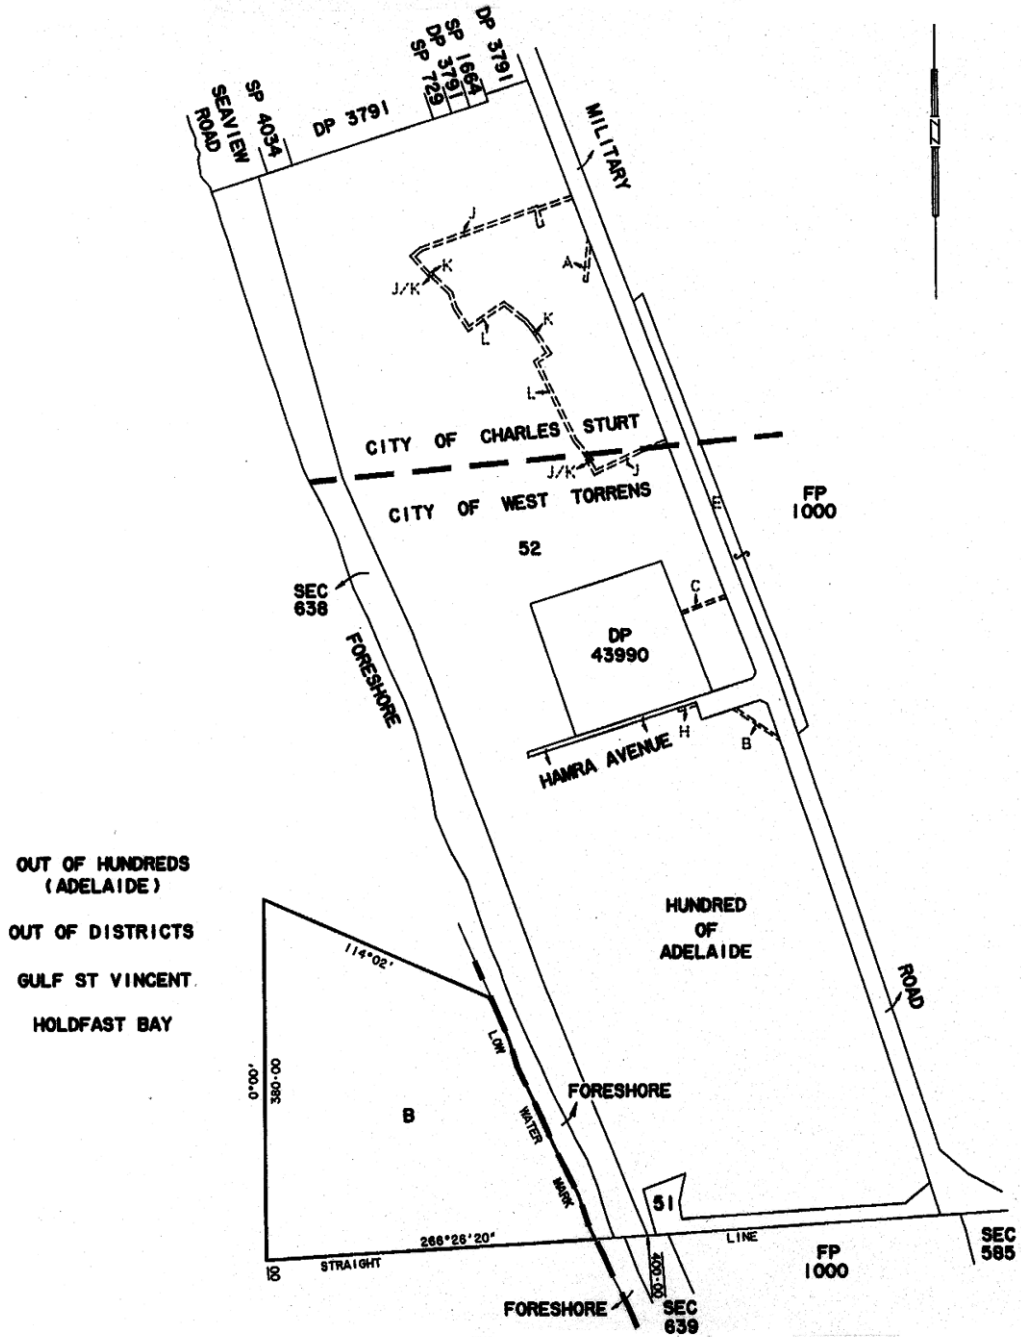 DP 3791
SP 1664
DP 3791
SP 729
DP 3791
SP 4034
SEAVIEW
ROAD
MILITARY
N
J
L
A
K
J/K
L
K
L
CITY OF CHARLES STURT
J/K
J
CITY OF WEST TORRENS
E
FP
1000
52
J
SEC
638
C
DP
43990
FORESHORE
H
B
HAMRA AVENUE
OUT OF HUNDREDS
(ADELAIDE)
OUT OF DISTRICTS
GULF ST VINCENT
HOLDFAST BAY
HUNDRED
OF
ADELAIDE
114°02'
ROAD
LOW
0°00'
380·00
B
FORESHORE
WATER
MARK
51
266°26'20"
LINE
STRAIGHT
FP
1000
SEC
585
400·00
FORESHORE
SEC
639